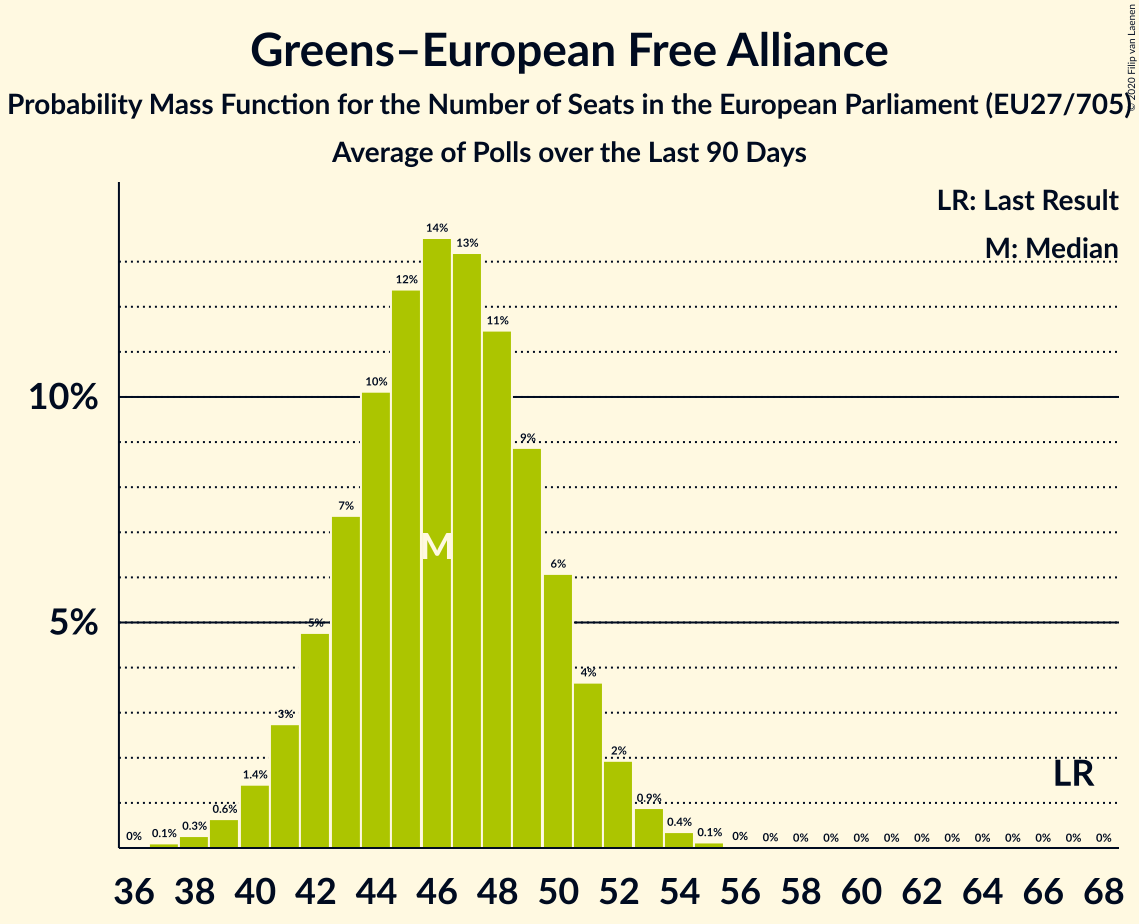 Greens–European Free Alliance
Probability Mass Function for the Number of Seats in the European Parliament (EU27/705)
Average of Polls over the Last 90 Days
© 2020 Filip van Laenen
LR: Last Result
M: Median
10%
5%
0% 0.1% 0.3% 0.6% 1.4% 3% 5% 7% 10% 12% 14% 13% 11% 9% 6% 4% 2% 0.9% 0.4% 0.1% 0% 0% 0% 0% 0% 0% 0% 0% 0% 0% 0% 0% 0%
M
LR
36 38 40 42 44 46 48 50 52 54 56 58 60 62 64 66 68